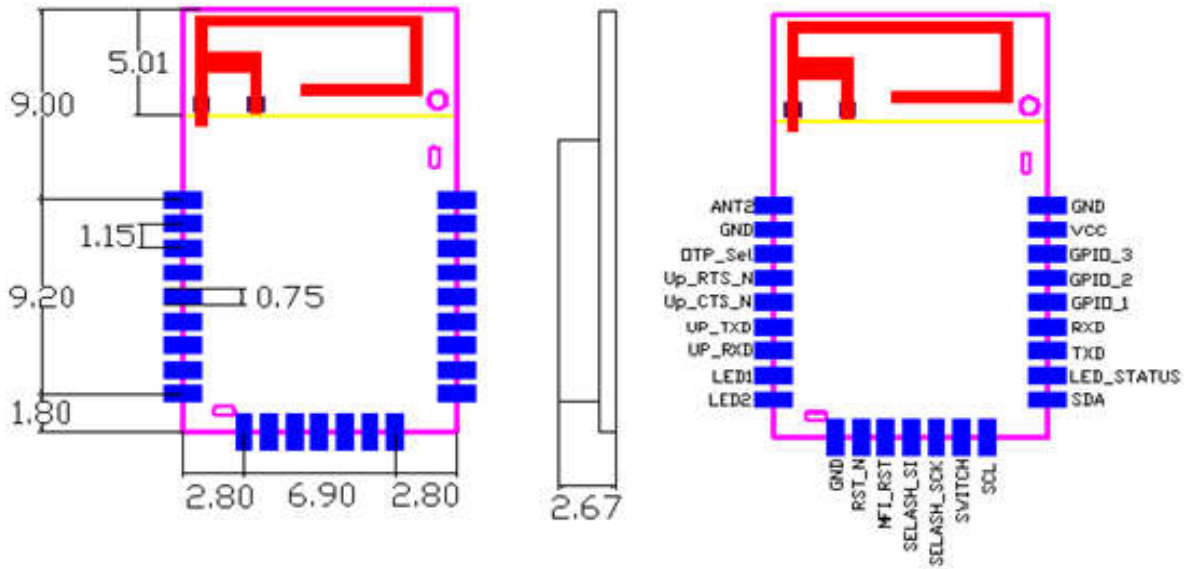 5.01
9.00
1.15
9.20
0.75
1.80
2.80
6.90
2.80
2.67
ANT2
GND
OTP_Sel
Up_RTS_N
Up_CTS_N
UP_TXD
UP_RXD
LED1
LED2
GND
RST_N
MFI_RST
SELASH_SI
SELASH_SCK
SWITCH
SCL
GND
VCC
GPIO_3
GPIO_2
GPIO_1
RXD
TXD
LED_STATUS
SDA